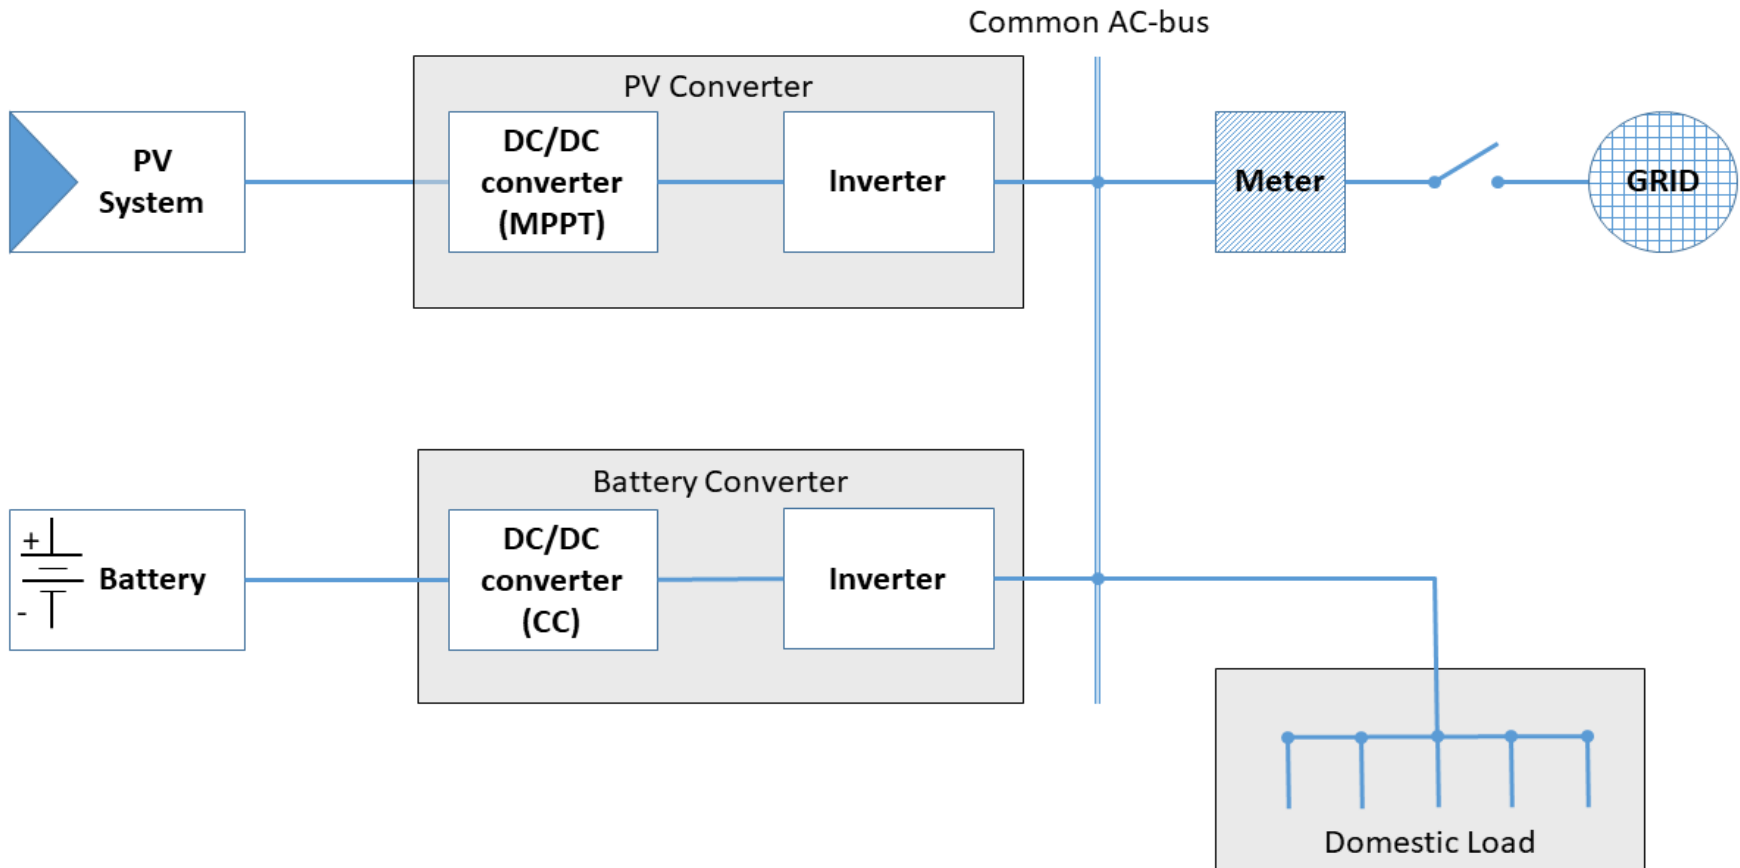 Common AC-bus
PV Converter
PV
System
DC/DC
converter
(MPPT)
Inverter
Meter
GRID
Battery Converter
+
-
Battery
DC/DC
converter
(CC)
Inverter
Domestic Load